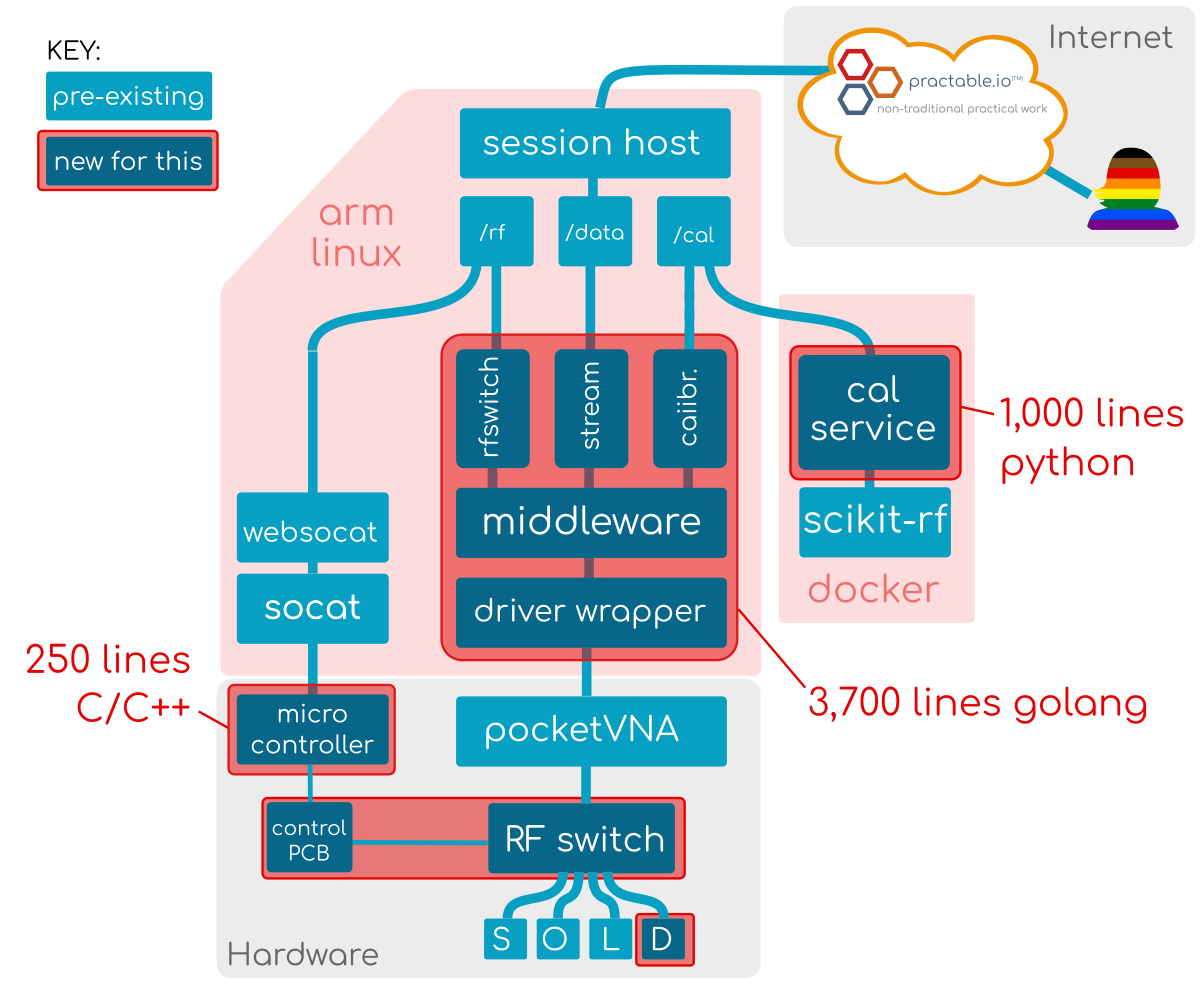 KEY:
pre-existing
new for this
Internet
practable.io(TM)
non-traditional practical work
session host
arm
linux
/rf
/data
/cal
rfswitch
stream
caiibr.
cal
service
1,000 lines
python
websocat
middleware
scikit-rf
socat
driver wrapper
docker
250 lines
C/C++
3,700 lines golang
micro
controller
pocketVNA
control
PCB
RF switch
S
O
L
D
Hardware